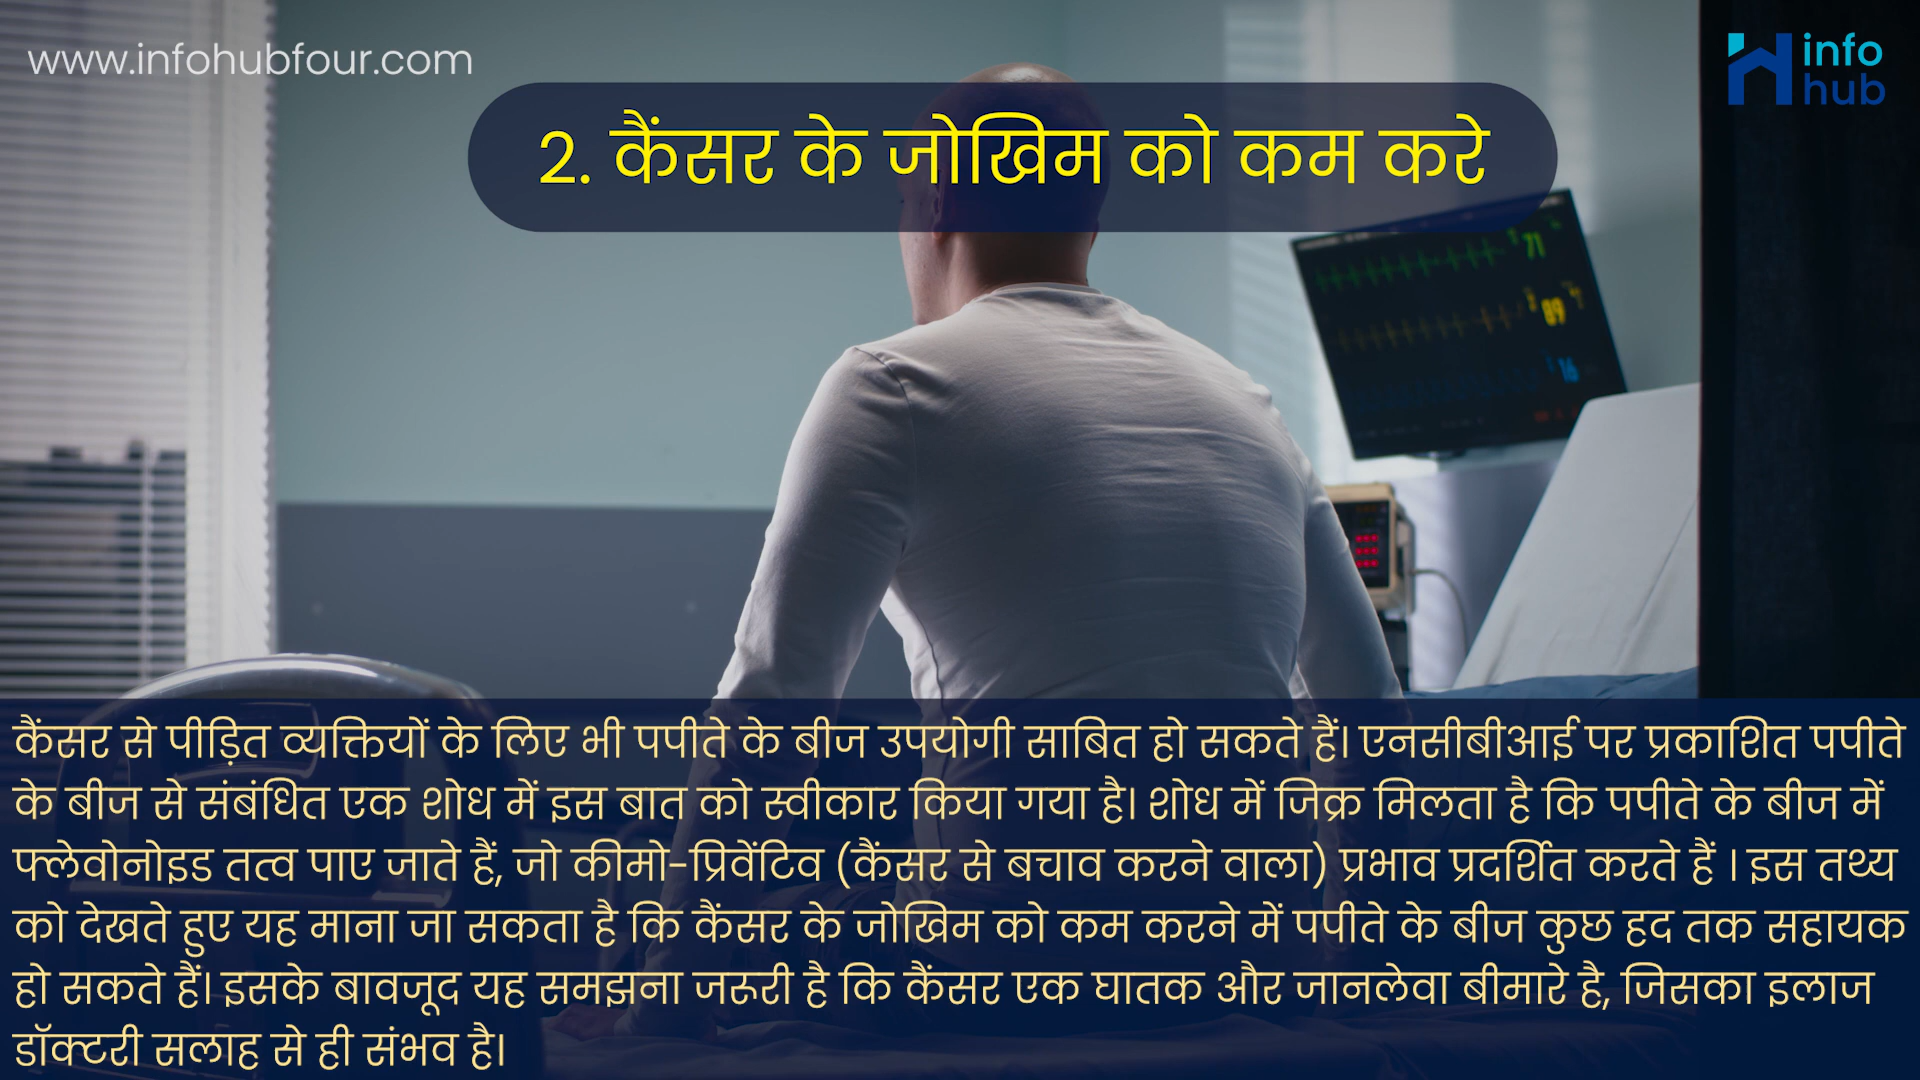 www.infohubfour.com
info
hub
2. कैंसर के जोखिम को कम करे
71
89
16
कैंसर से पीड़ित व्यक्तियों के लिए भी पपीते के बीज उपयोगी साबित हो सकते हैं। एनसीबीआई पर प्रकाशित पपीते
के बीज से संबंधित एक शोध में इस बात को स्वीकार किया गया है। शोध में जिक्र मिलता है कि पपीते के बीज में
फ्लेवोनोइड तत्व पाए जाते हैं, जो कीमो-प्रिवेंटिव (कैंसर से बचाव करने वाला) प्रभाव प्रदर्शित करते हैं । इस तथ्य
को देखते हुए यह माना जा सकता है कि कैंसर के जोखिम को कम करने में पपीते के बीज कुछ हद तक सहायक
हो सकते हैं। इसके बावजूद यह समझना जरूरी है कि कैंसर एक घातक और जानलेवा बीमारे है, जिसका इलाज
डॉक्टरी सलाह से ही संभव है।